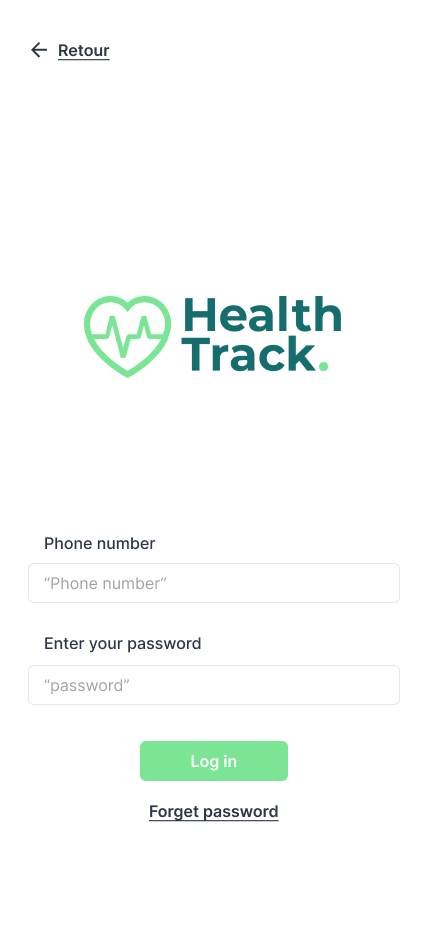 Retour
Health
Track.
Phone number
“Phone number”
Enter your password
“password”
Log in
Forget password